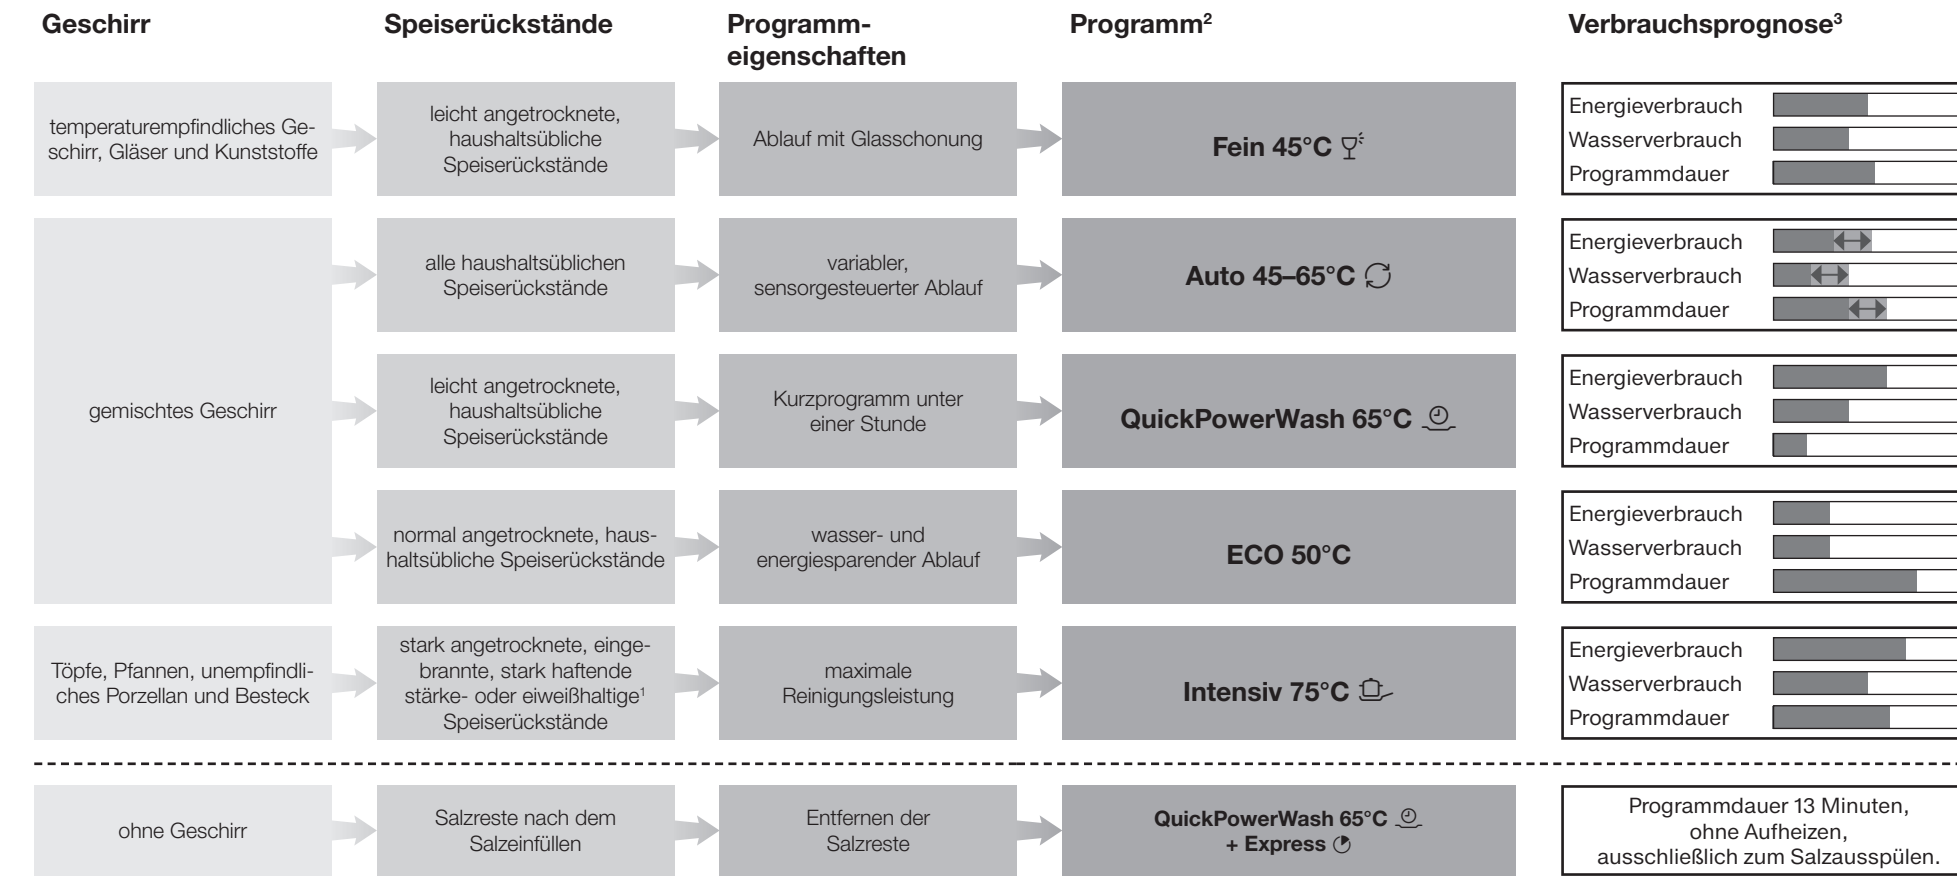 Geschirr
Speiserückstände
Programm-
eigenschaften
Programm²
Verbrauchsprognose³
temperaturempfindliches Ge-
schirr, Gläser und Kunststoffe
leicht angetrocknete,
haushaltsübliche
Speiserückstände
Ablauf mit Glasschonung
Fein 45°C
Energieverbrauch
Wasserverbrauch
Programmdauer
gemischtes Geschirr
alle haushaltsüblichen
Speiserückstände
variabler,
sensorgesteuerter Ablauf
Auto 45–65°C
Energieverbrauch
Wasserverbrauch
Programmdauer
leicht angetrocknete,
haushaltsübliche
Speiserückstände
Kurzprogramm unter
einer Stunde
QuickPowerWash 65°C
Energieverbrauch
Wasserverbrauch
Programmdauer
normal angetrocknete, haus-
haltsübliche Speiserückstände
wasser- und
energiesparender Ablauf
ECO 50°C
Energieverbrauch
Wasserverbrauch
Programmdauer
Töpfe, Pfannen, unempfindli-
ches Porzellan und Besteck
stark angetrocknete, einge-
brannte, stark haftende
stärke- oder eiweißhaltige¹
Speiserückstände
maximale
Reinigungsleistung
Intensiv 75°C
Energieverbrauch
Wasserverbrauch
Programmdauer
ohne Geschirr
Salzreste nach dem
Salzeinfüllen
Entfernen der
Salzreste
QuickPowerWash 65°C
+ Express
Programmdauer 13 Minuten,
ohne Aufheizen,
ausschließlich zum Salzausspülen.